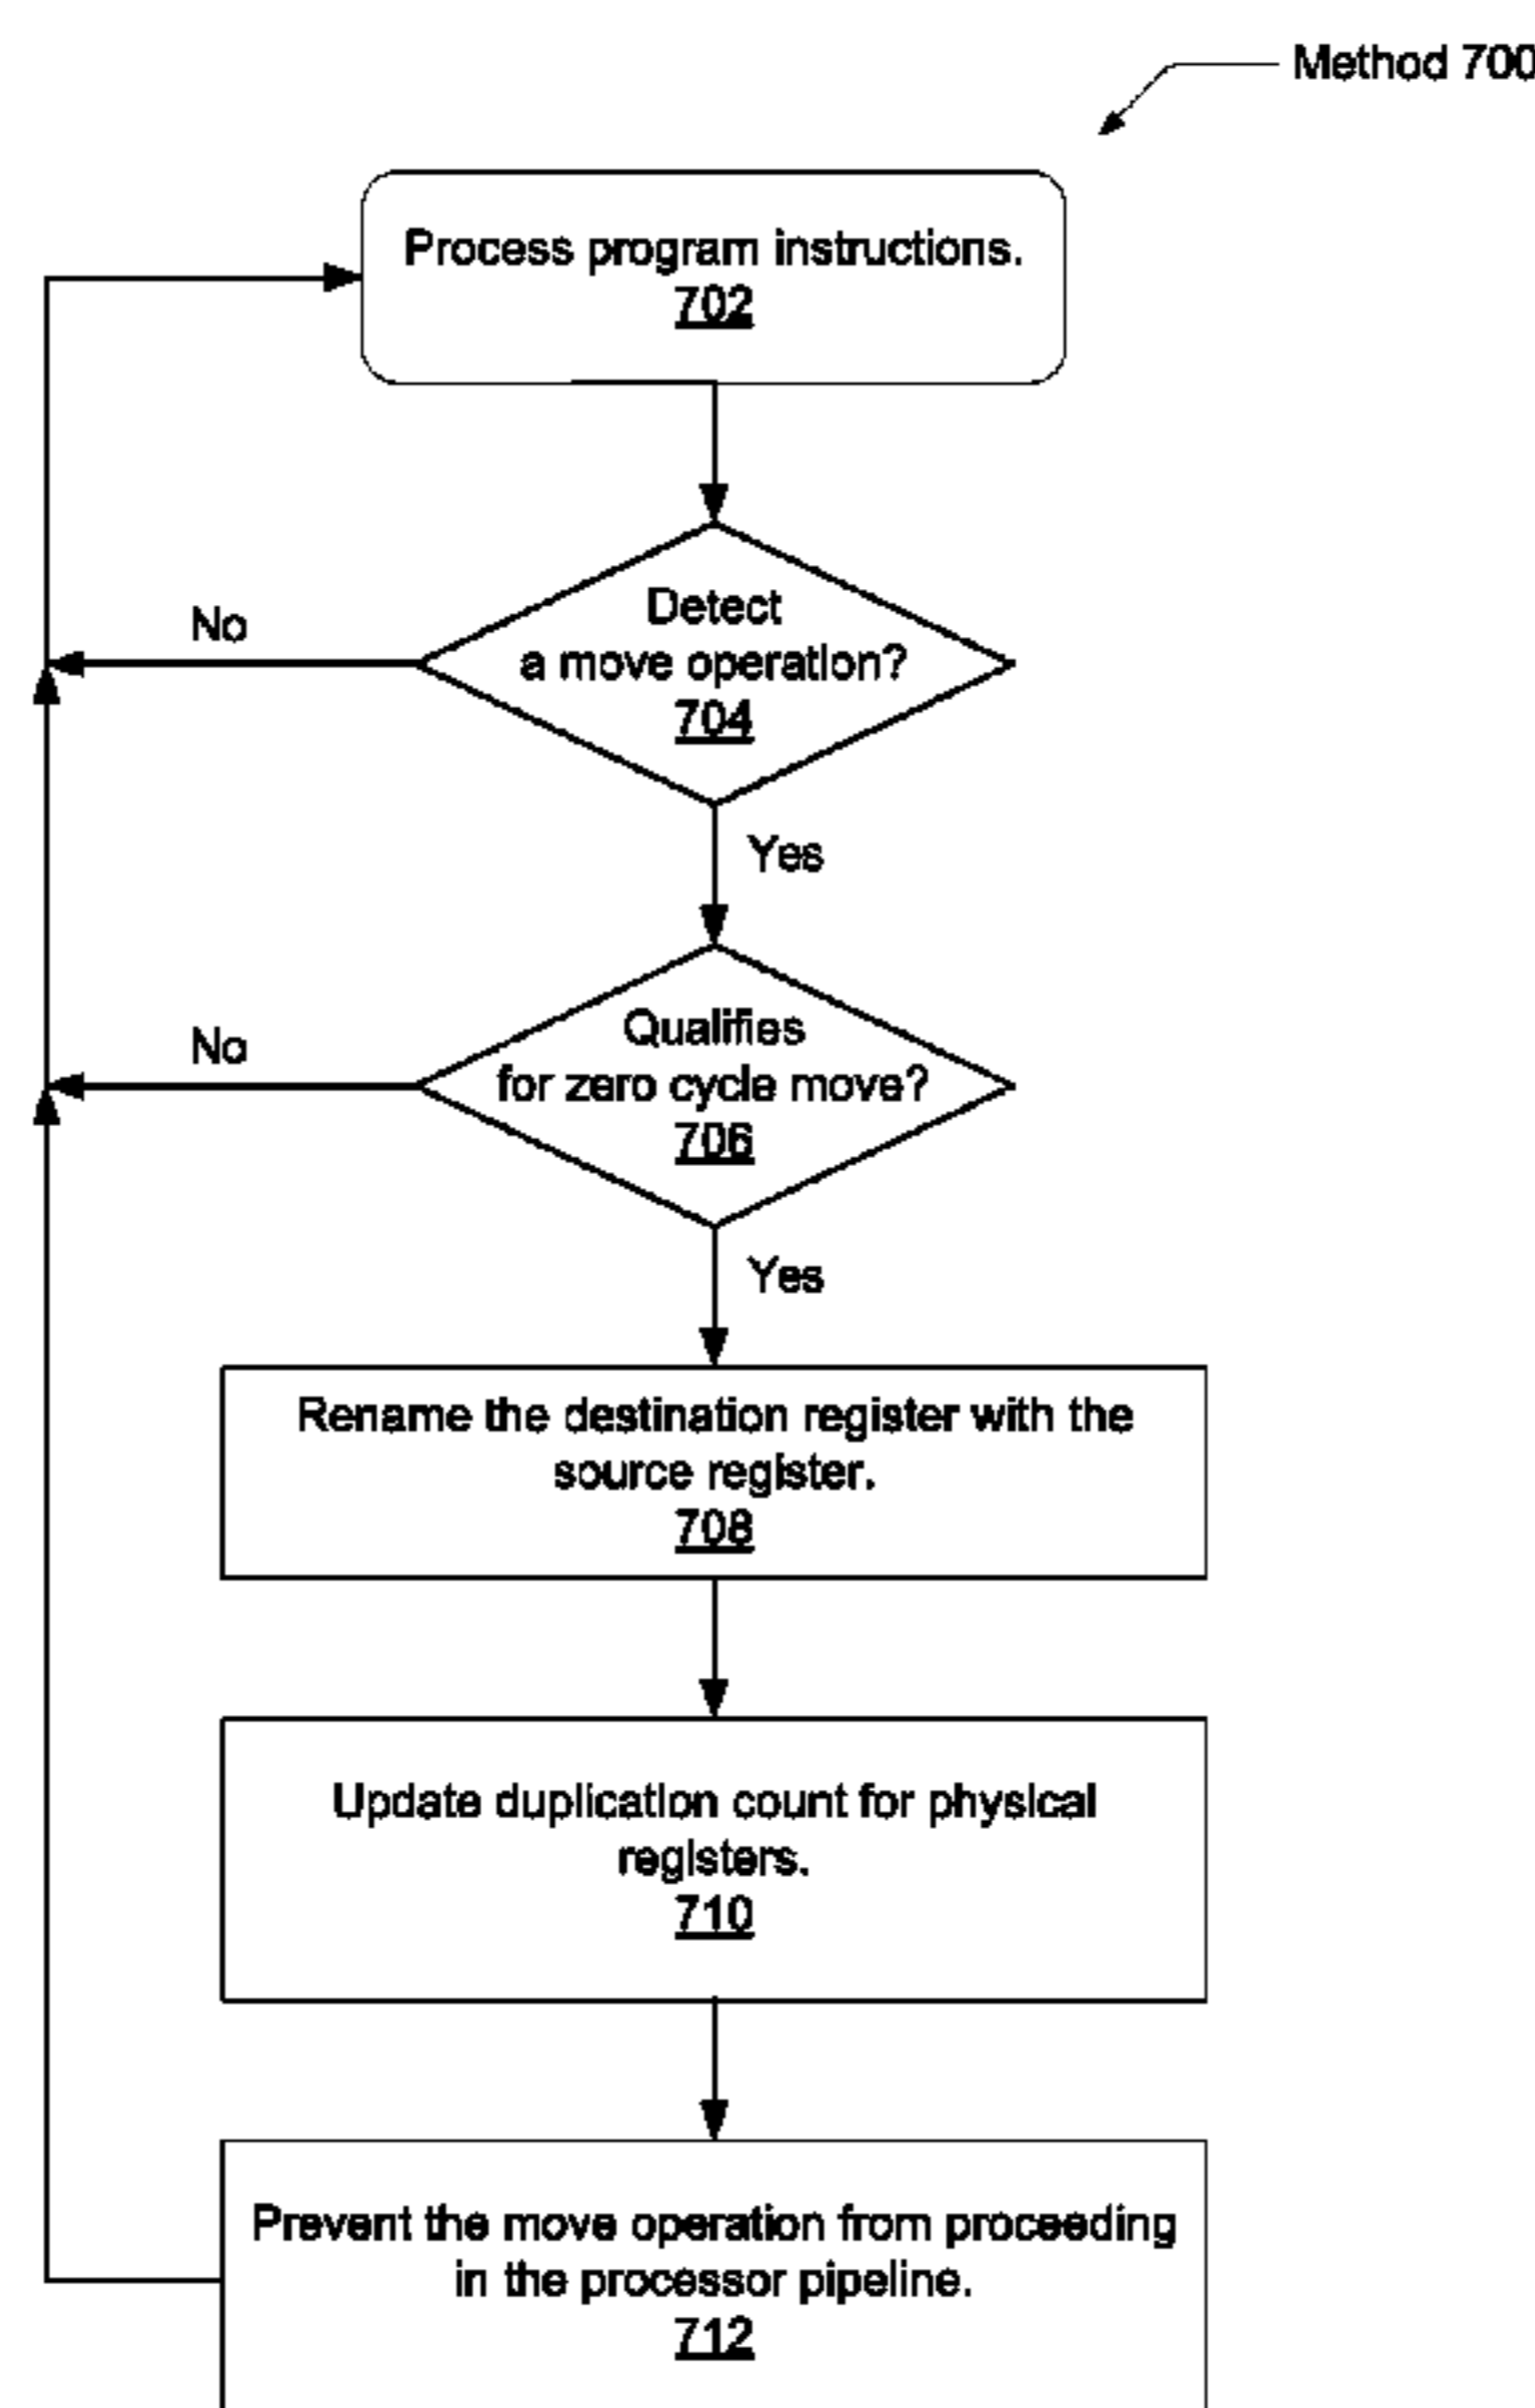 Method 700
Process program instructions.
702
Detect
a move operation?
704
No
Yes
Qualifies
for zero cycle move?
706
No
Yes
Rename the destination register with the
source register.
708
Update duplication count for physical
registers.
710
Prevent the move operation from proceeding
in the processor pipeline.
712